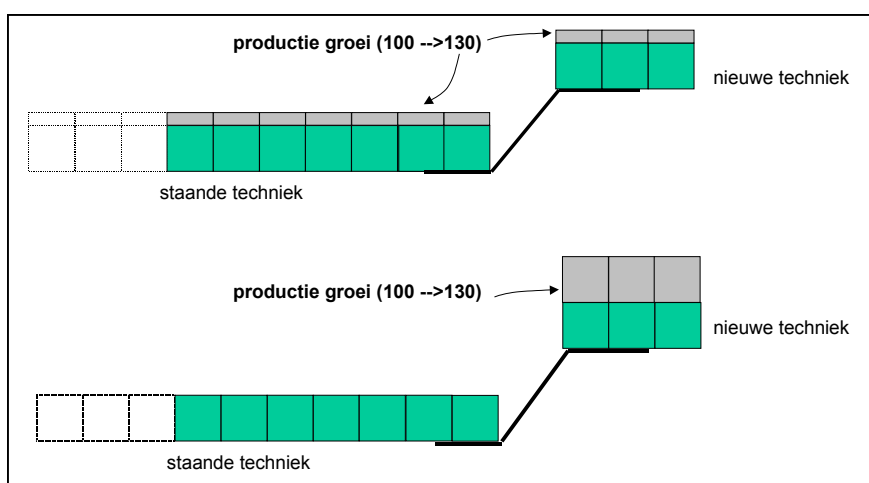 productie groei (100 -->130)
nieuwe techniek
staande techniek
productie groei (100 -->130)
nieuwe techniek
staande techniek